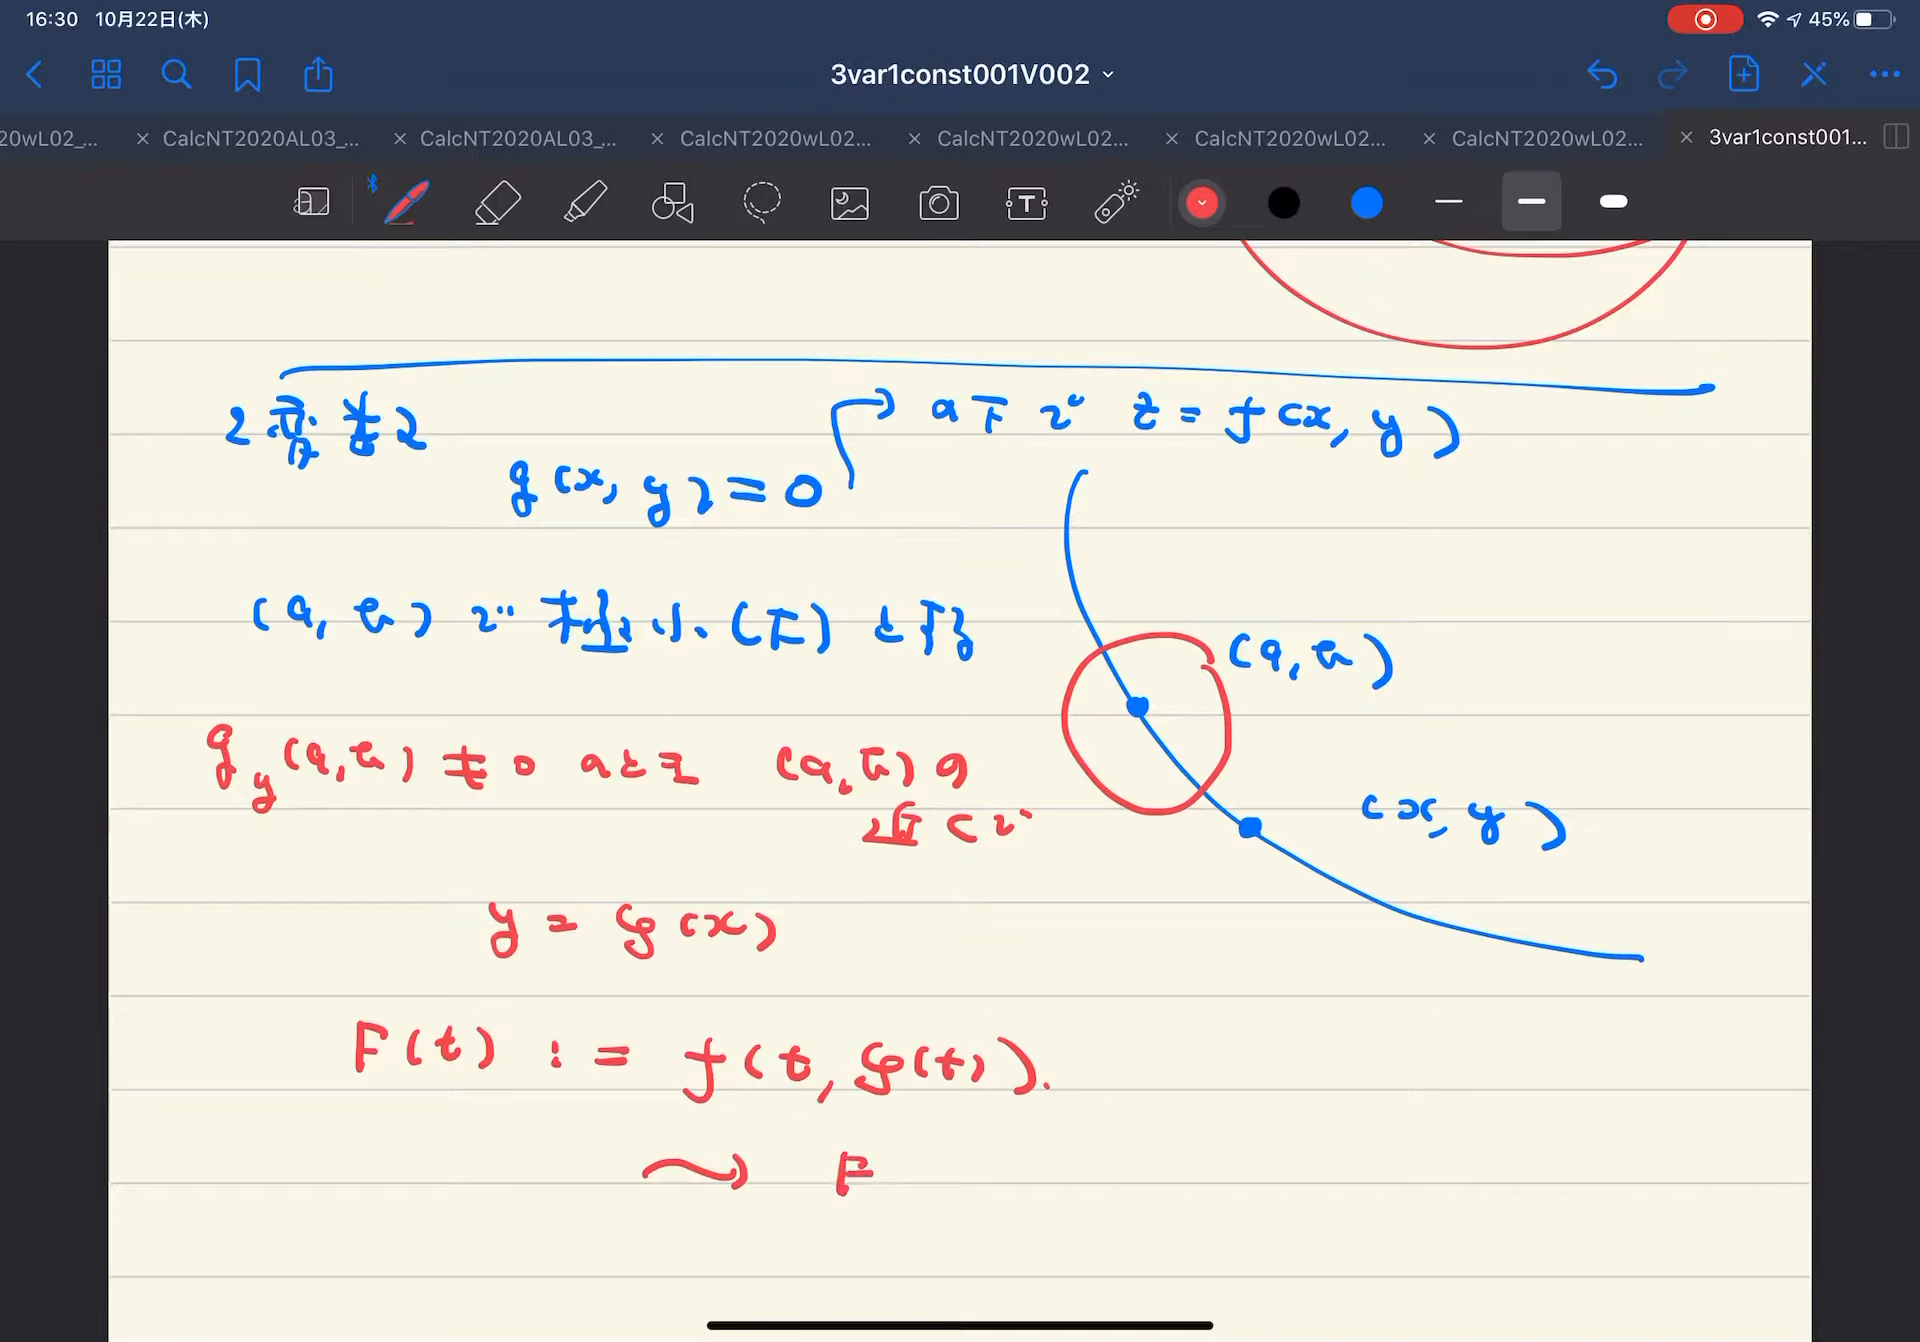 16:30 10月22日(木) 45%
3var1const001V002
20wL02_... CalcNT2020AL03_... CalcNT2020AL03_... CalcNT2020wL02... CalcNT2020wL02... CalcNT2020wL02... CalcNT2020wL02... 3var1const001...
T
2変数 の下で z = f(x, y)
g(x, y) = 0
(a, b) で 極小(大) とする
(a, b)
g_y(a, b) ≠ 0 のとき (a, b) の
近くで
(x, y)
y = φ(x)
F(t) := f(t, φ(t)).
⇝ F